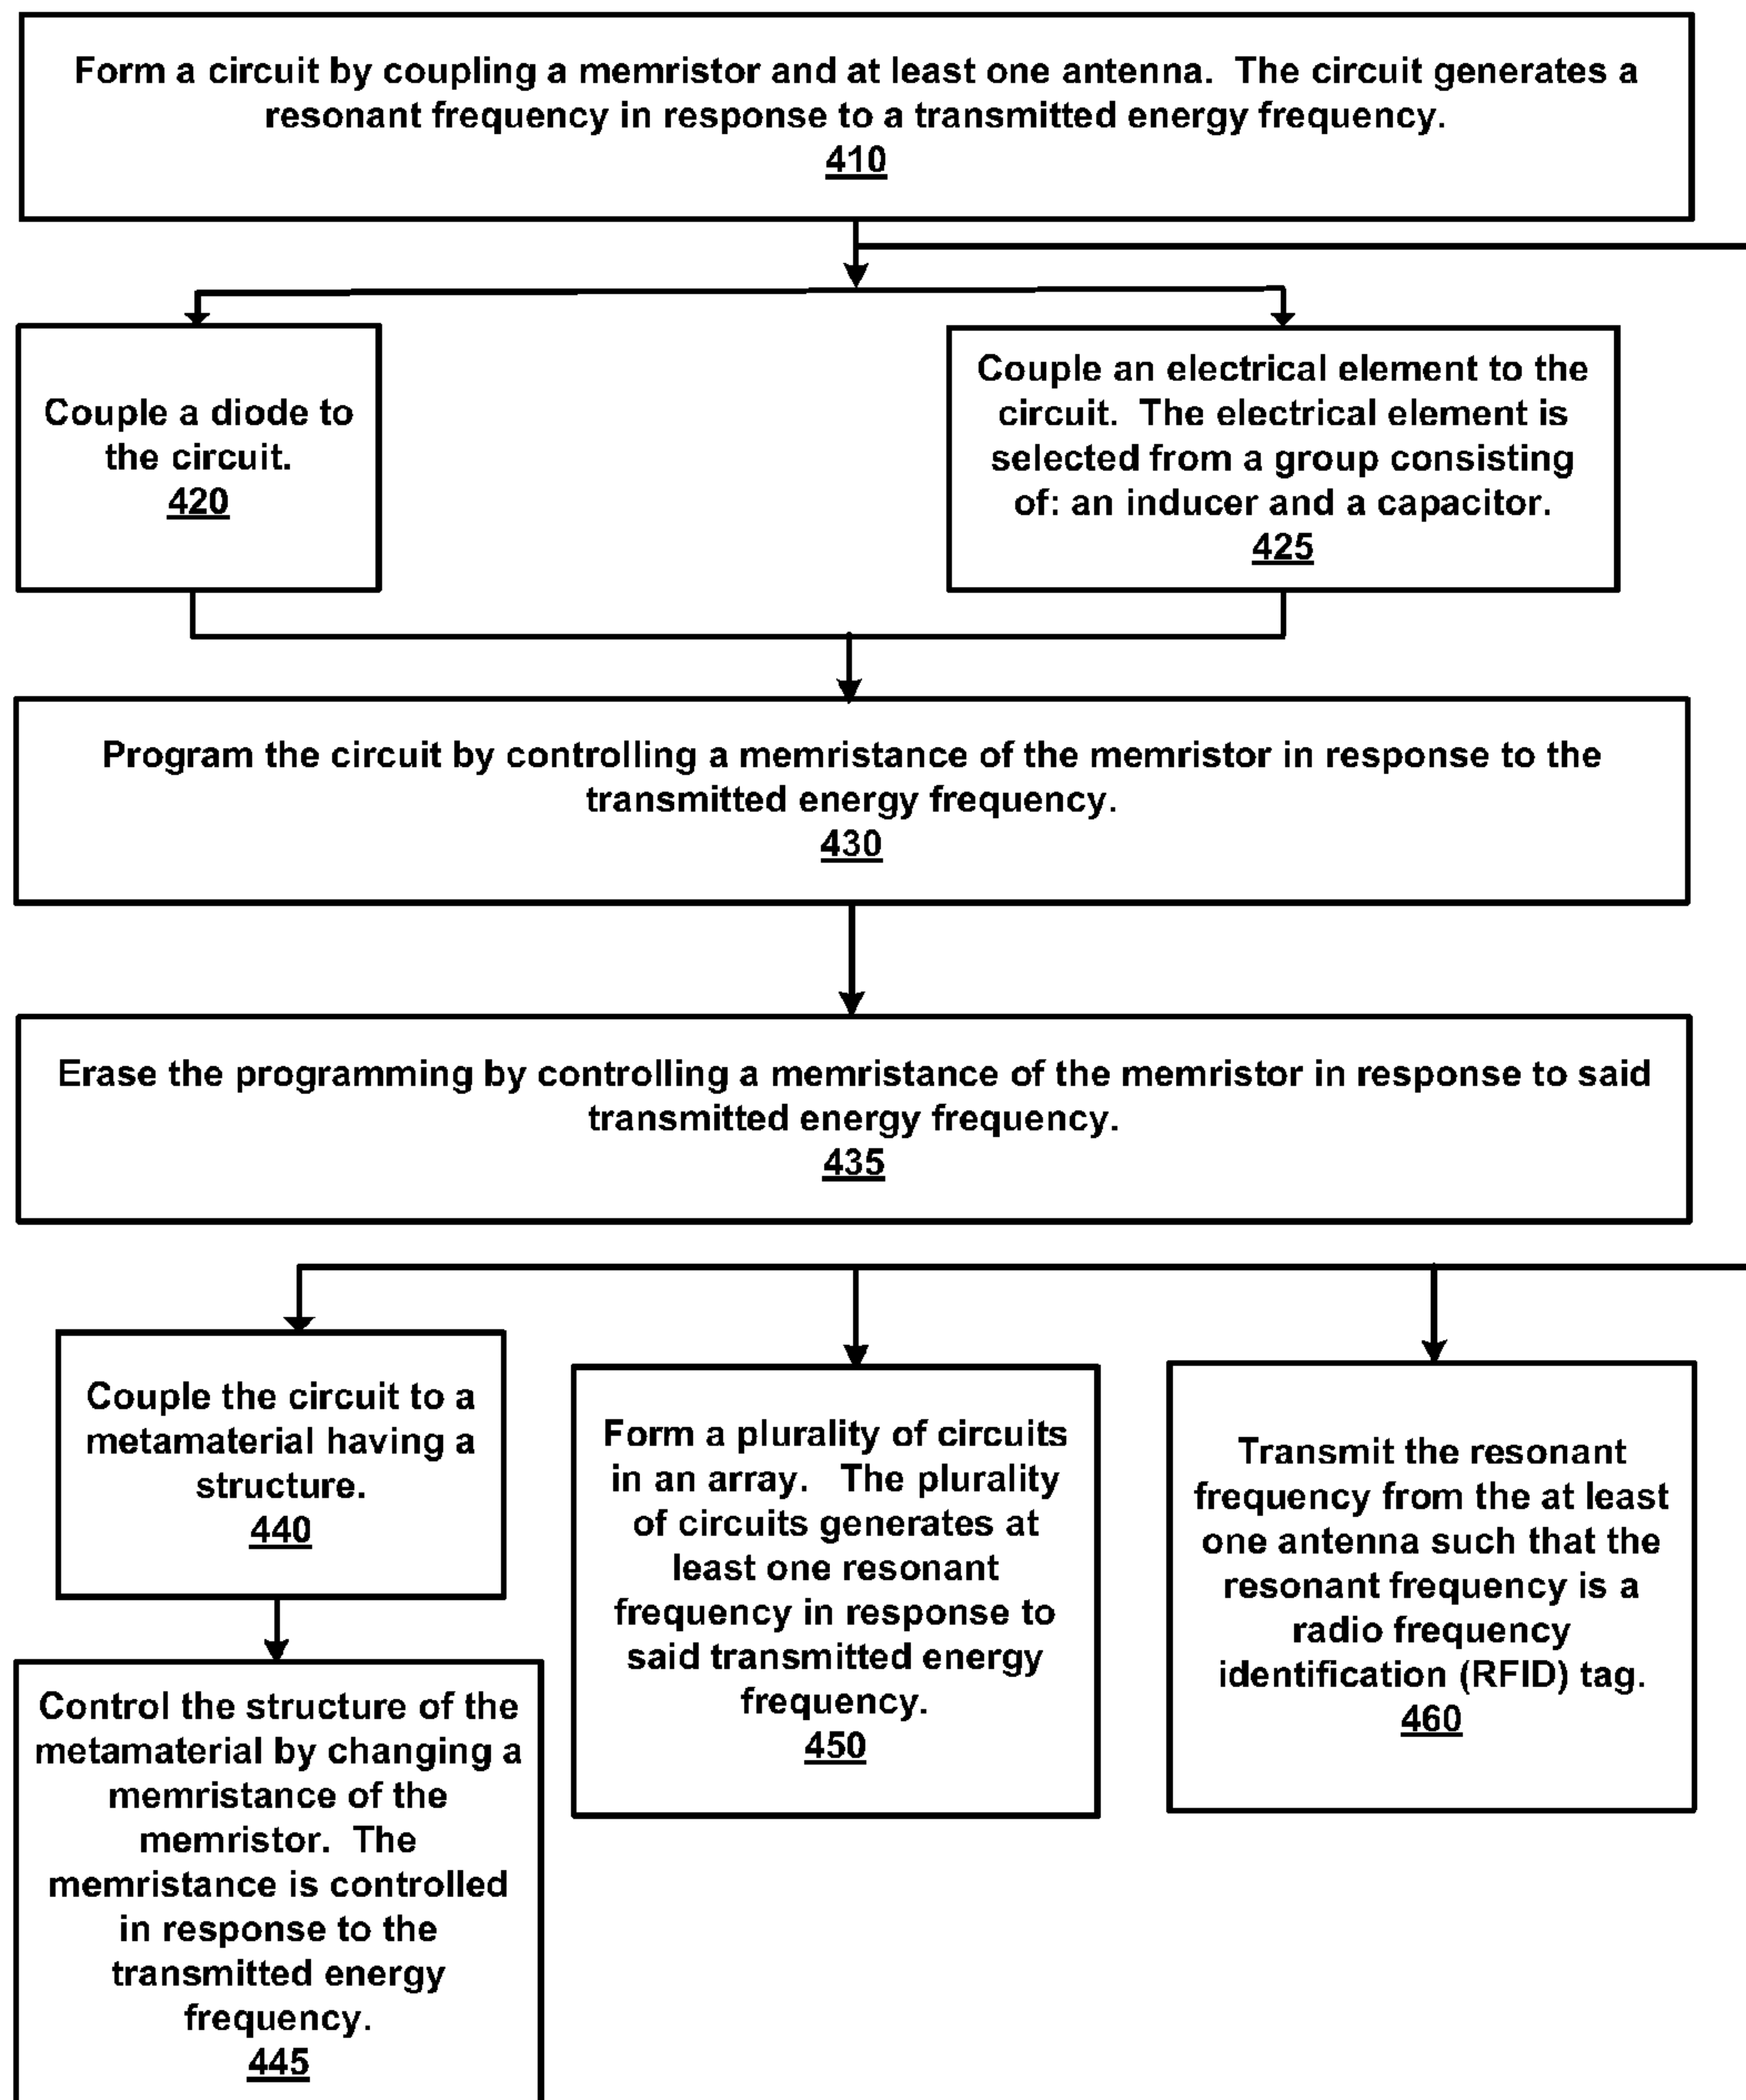 Form a circuit by coupling a memristor and at least one antenna.  The circuit generates a
resonant frequency in response to a transmitted energy frequency.
410
Couple a diode to
the circuit.
420
Couple an electrical element to the
circuit.  The electrical element is
selected from a group consisting
of: an inducer and a capacitor.
425
Program the circuit by controlling a memristance of the memristor in response to the
transmitted energy frequency.
430
Erase the programming by controlling a memristance of the memristor in response to said
transmitted energy frequency.
435
Couple the circuit to a
metamaterial having a
structure.
440
Control the structure of the
metamaterial by changing a
memristance of the
memristor.  The
memristance is controlled
in response to the
transmitted energy
frequency.
445
Form a plurality of circuits
in an array.   The plurality
of circuits generates at
least one resonant
frequency in response to
said transmitted energy
frequency.
450
Transmit the resonant
frequency from the at least
one antenna such that the
resonant frequency is a
radio frequency
identification (RFID) tag.
460